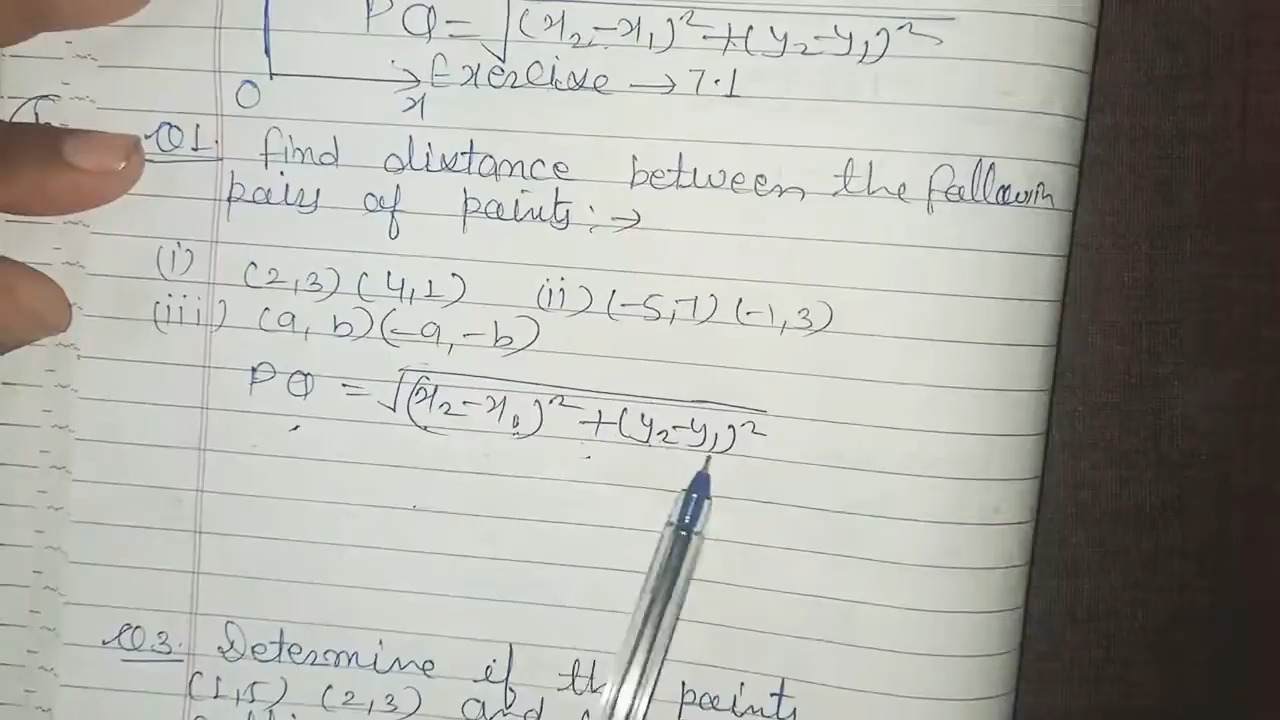 PQ = √(x₂-x₁)² + (y₂-y₁)²
O x Exercise → 7.1
Q1. find distance between the followin
pairs of points :→
(i) (2,3) (4,1) (ii) (-5,7) (-1,3)
(iii) (a, b) (-a, -b)
PQ = √(x₂-x₁)² + (y₂-y₁)²
Q3. Determine if th points
(1,5) (2,3) and